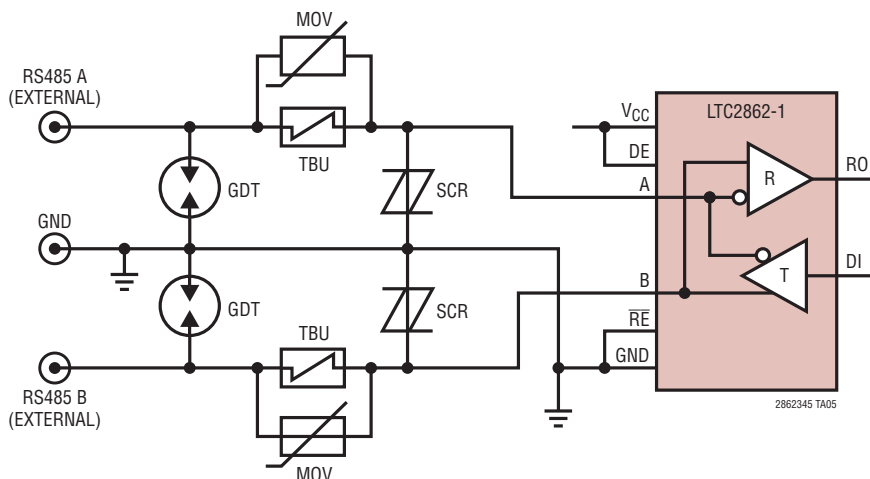 MOV
RS485 A
(EXTERNAL)
TBU
GDT
SCR
GND
GDT
SCR
TBU
RS485 B
(EXTERNAL)
MOV
VCC
LTC2862-1
DE
RO
A
R
B
T
DI
RE
GND
2862345 TA05